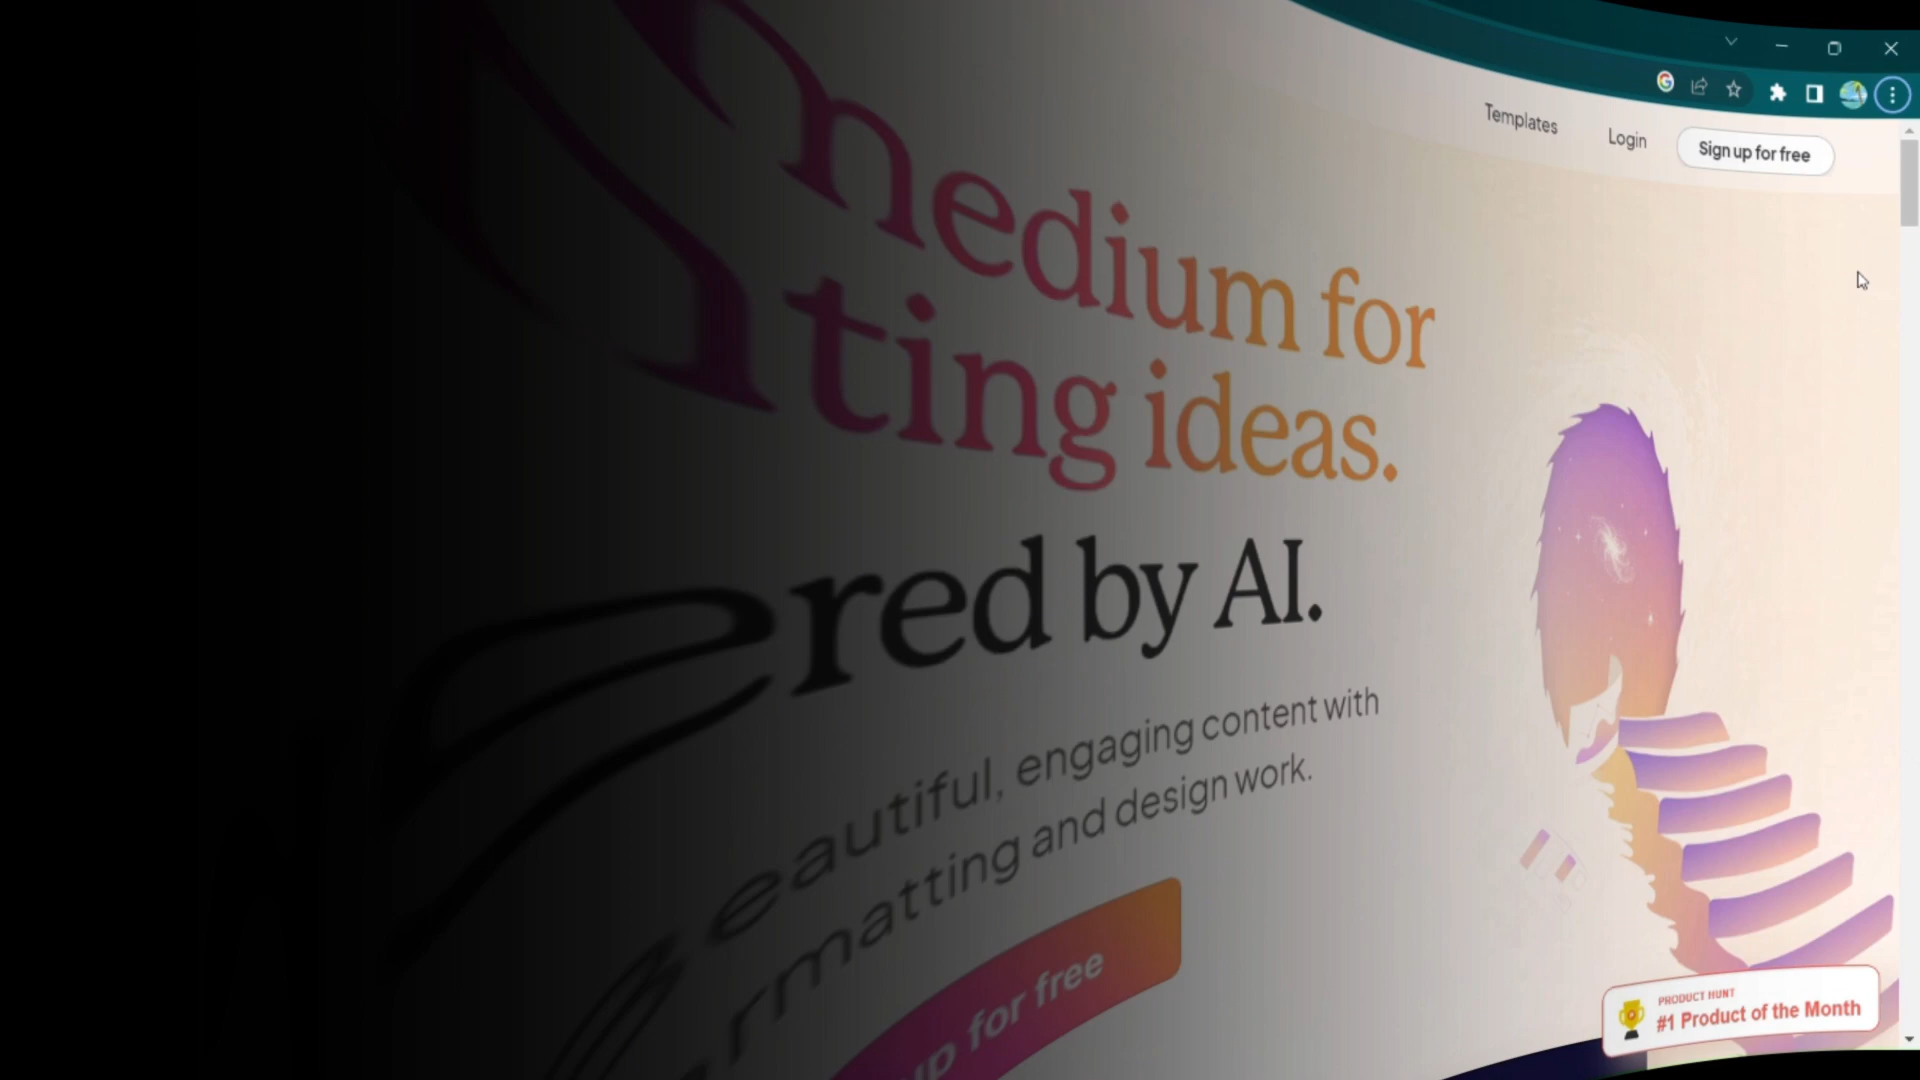 Templates
Login
Sign up for free
medium for
ting ideas.
red by AI.
eautiful, engaging content with
rmatting and design work.
up for free
PRODUCT HUNT
#1 Product of the Month